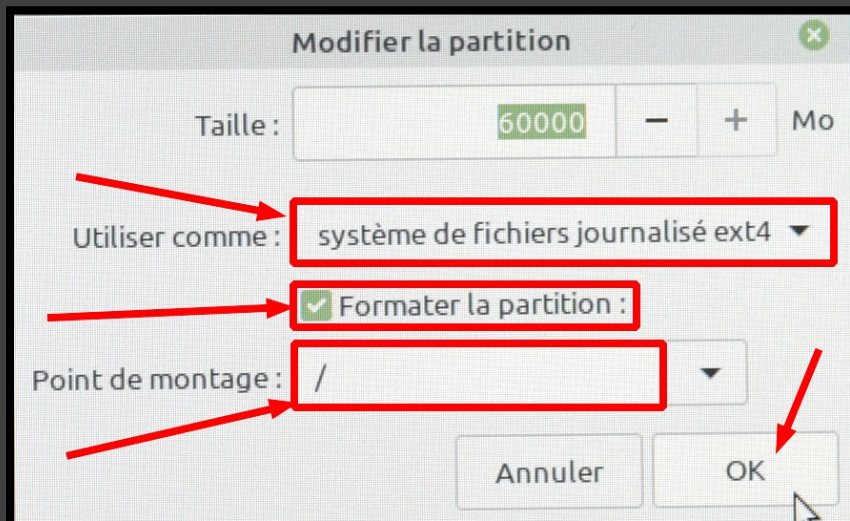 Modifier la partition
Taille : 60000 − + Mo
Utiliser comme : système de fichiers journalisé ext4
Formater la partition :
Point de montage : /
Annuler OK